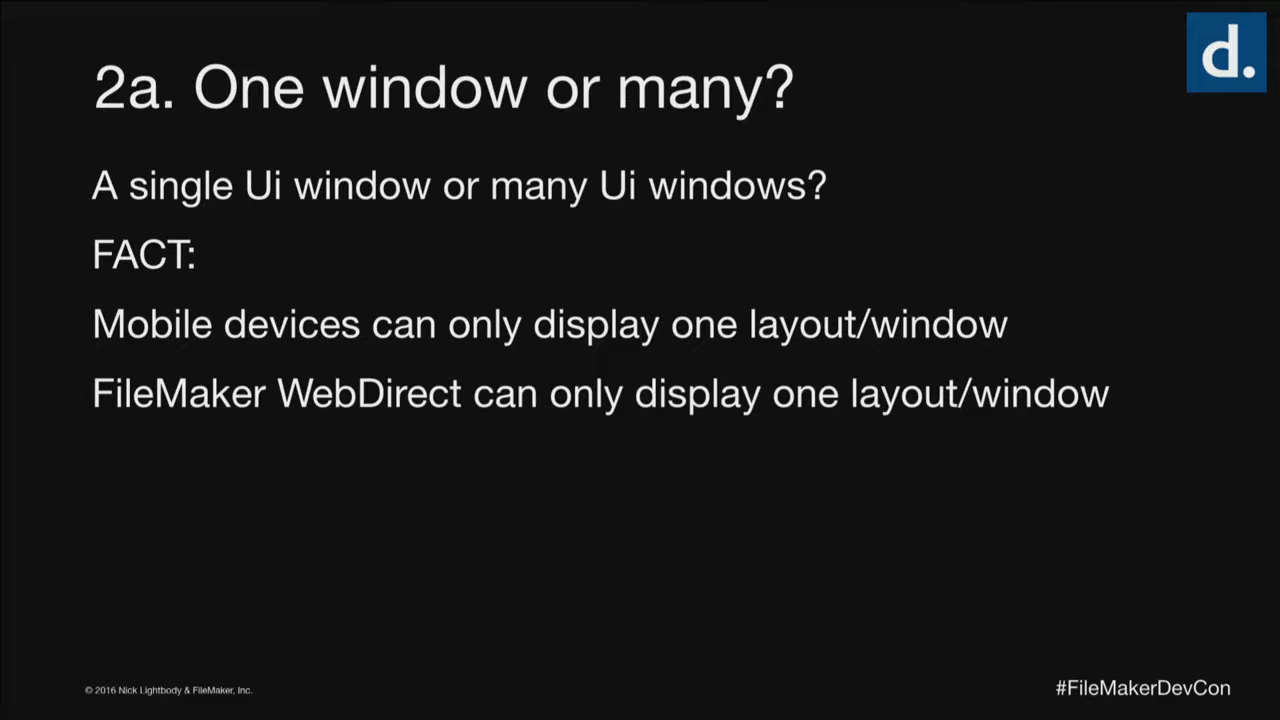 d.
2a. One window or many?
A single Ui window or many Ui windows?
FACT:
Mobile devices can only display one layout/window
FileMaker WebDirect can only display one layout/window
© 2016 Nick Lightbody & FileMaker, Inc.
#FileMakerDevCon